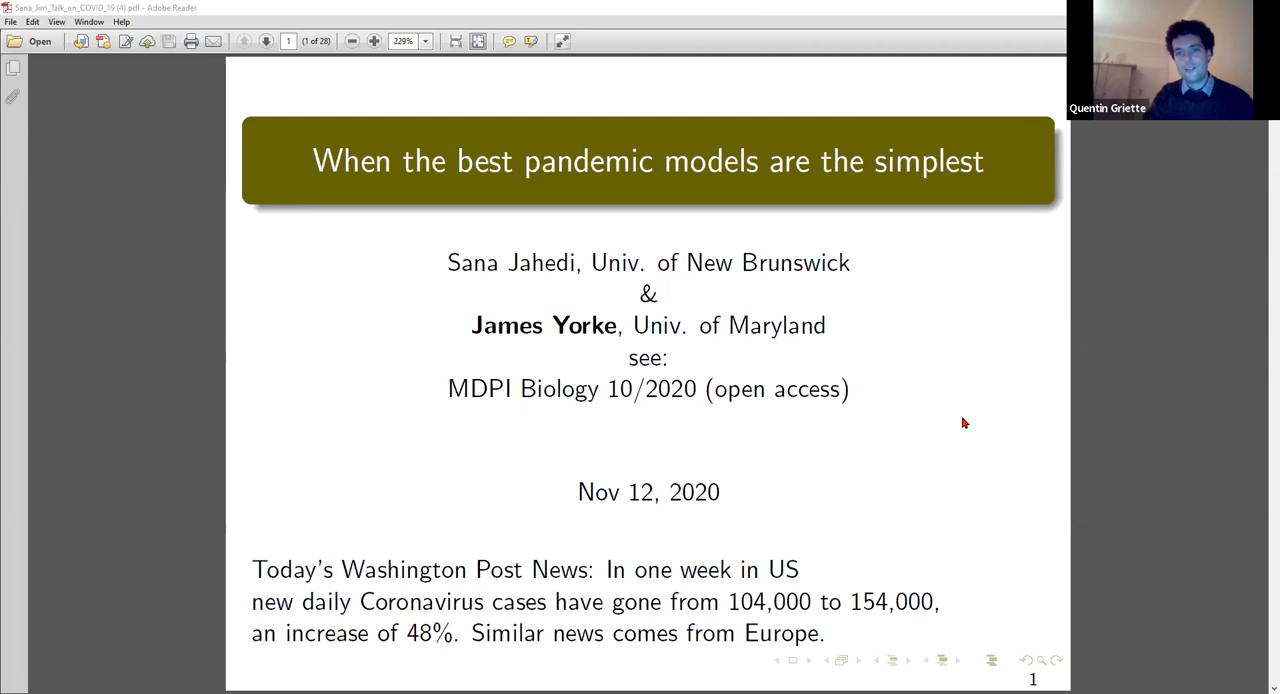 Sana_Jim_Talk_on_COVID_19 (4).pdf - Adobe Reader
File Edit View Window Help
Open
1
(1 of 28)
229%
Quentin Griette
When the best pandemic models are the simplest
Sana Jahedi, Univ. of New Brunswick
&
James Yorke, Univ. of Maryland
see:
MDPI Biology 10/2020 (open access)
Nov 12, 2020
Today's Washington Post News: In one week in US
new daily Coronavirus cases have gone from 104,000 to 154,000,
an increase of 48%. Similar news comes from Europe.
1